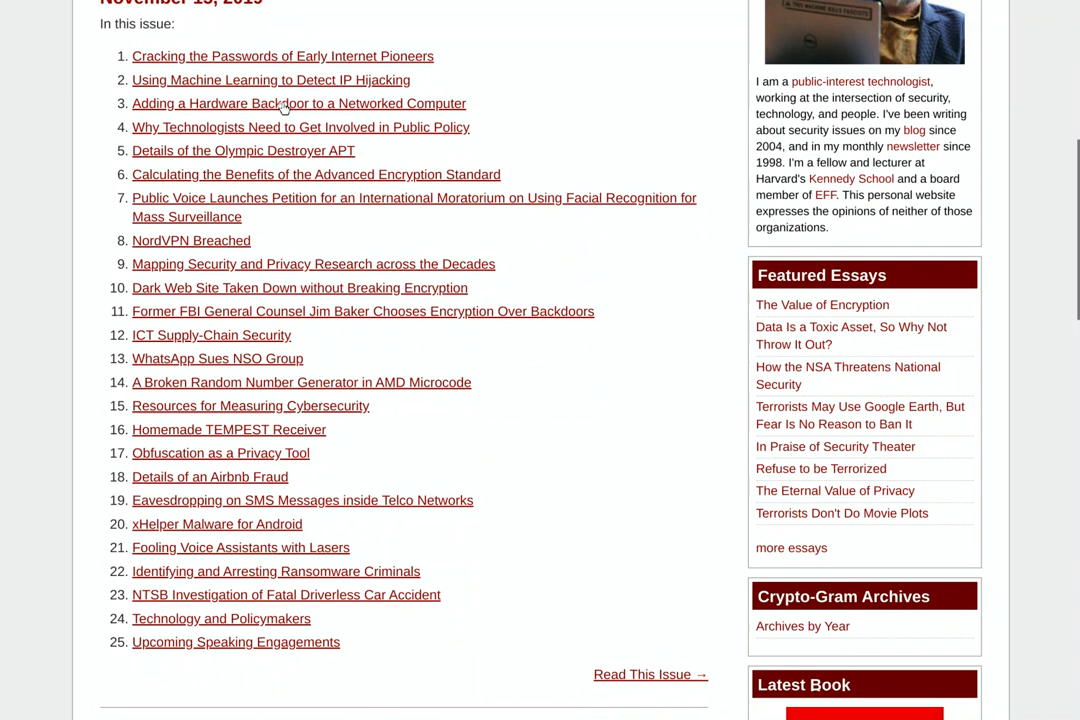 November 15, 2019
In this issue:
1. Cracking the Passwords of Early Internet Pioneers
2. Using Machine Learning to Detect IP Hijacking
3. Adding a Hardware Backdoor to a Networked Computer
4. Why Technologists Need to Get Involved in Public Policy
5. Details of the Olympic Destroyer APT
6. Calculating the Benefits of the Advanced Encryption Standard
7. Public Voice Launches Petition for an International Moratorium on Using Facial Recognition for
Mass Surveillance
8. NordVPN Breached
9. Mapping Security and Privacy Research across the Decades
10. Dark Web Site Taken Down without Breaking Encryption
11. Former FBI General Counsel Jim Baker Chooses Encryption Over Backdoors
12. ICT Supply-Chain Security
13. WhatsApp Sues NSO Group
14. A Broken Random Number Generator in AMD Microcode
15. Resources for Measuring Cybersecurity
16. Homemade TEMPEST Receiver
17. Obfuscation as a Privacy Tool
18. Details of an Airbnb Fraud
19. Eavesdropping on SMS Messages inside Telco Networks
20. xHelper Malware for Android
21. Fooling Voice Assistants with Lasers
22. Identifying and Arresting Ransomware Criminals
23. NTSB Investigation of Fatal Driverless Car Accident
24. Technology and Policymakers
25. Upcoming Speaking Engagements
Read This Issue →
THIS MACHINE KILLS FASCISTS
DELL
I am a public-interest technologist,
working at the intersection of security,
technology, and people. I've been writing
about security issues on my blog since
2004, and in my monthly newsletter since
1998. I'm a fellow and lecturer at
Harvard's Kennedy School and a board
member of EFF. This personal website
expresses the opinions of neither of those
organizations.
Featured Essays
The Value of Encryption
Data Is a Toxic Asset, So Why Not
Throw It Out?
How the NSA Threatens National
Security
Terrorists May Use Google Earth, But
Fear Is No Reason to Ban It
In Praise of Security Theater
Refuse to be Terrorized
The Eternal Value of Privacy
Terrorists Don't Do Movie Plots
more essays
Crypto-Gram Archives
Archives by Year
Latest Book